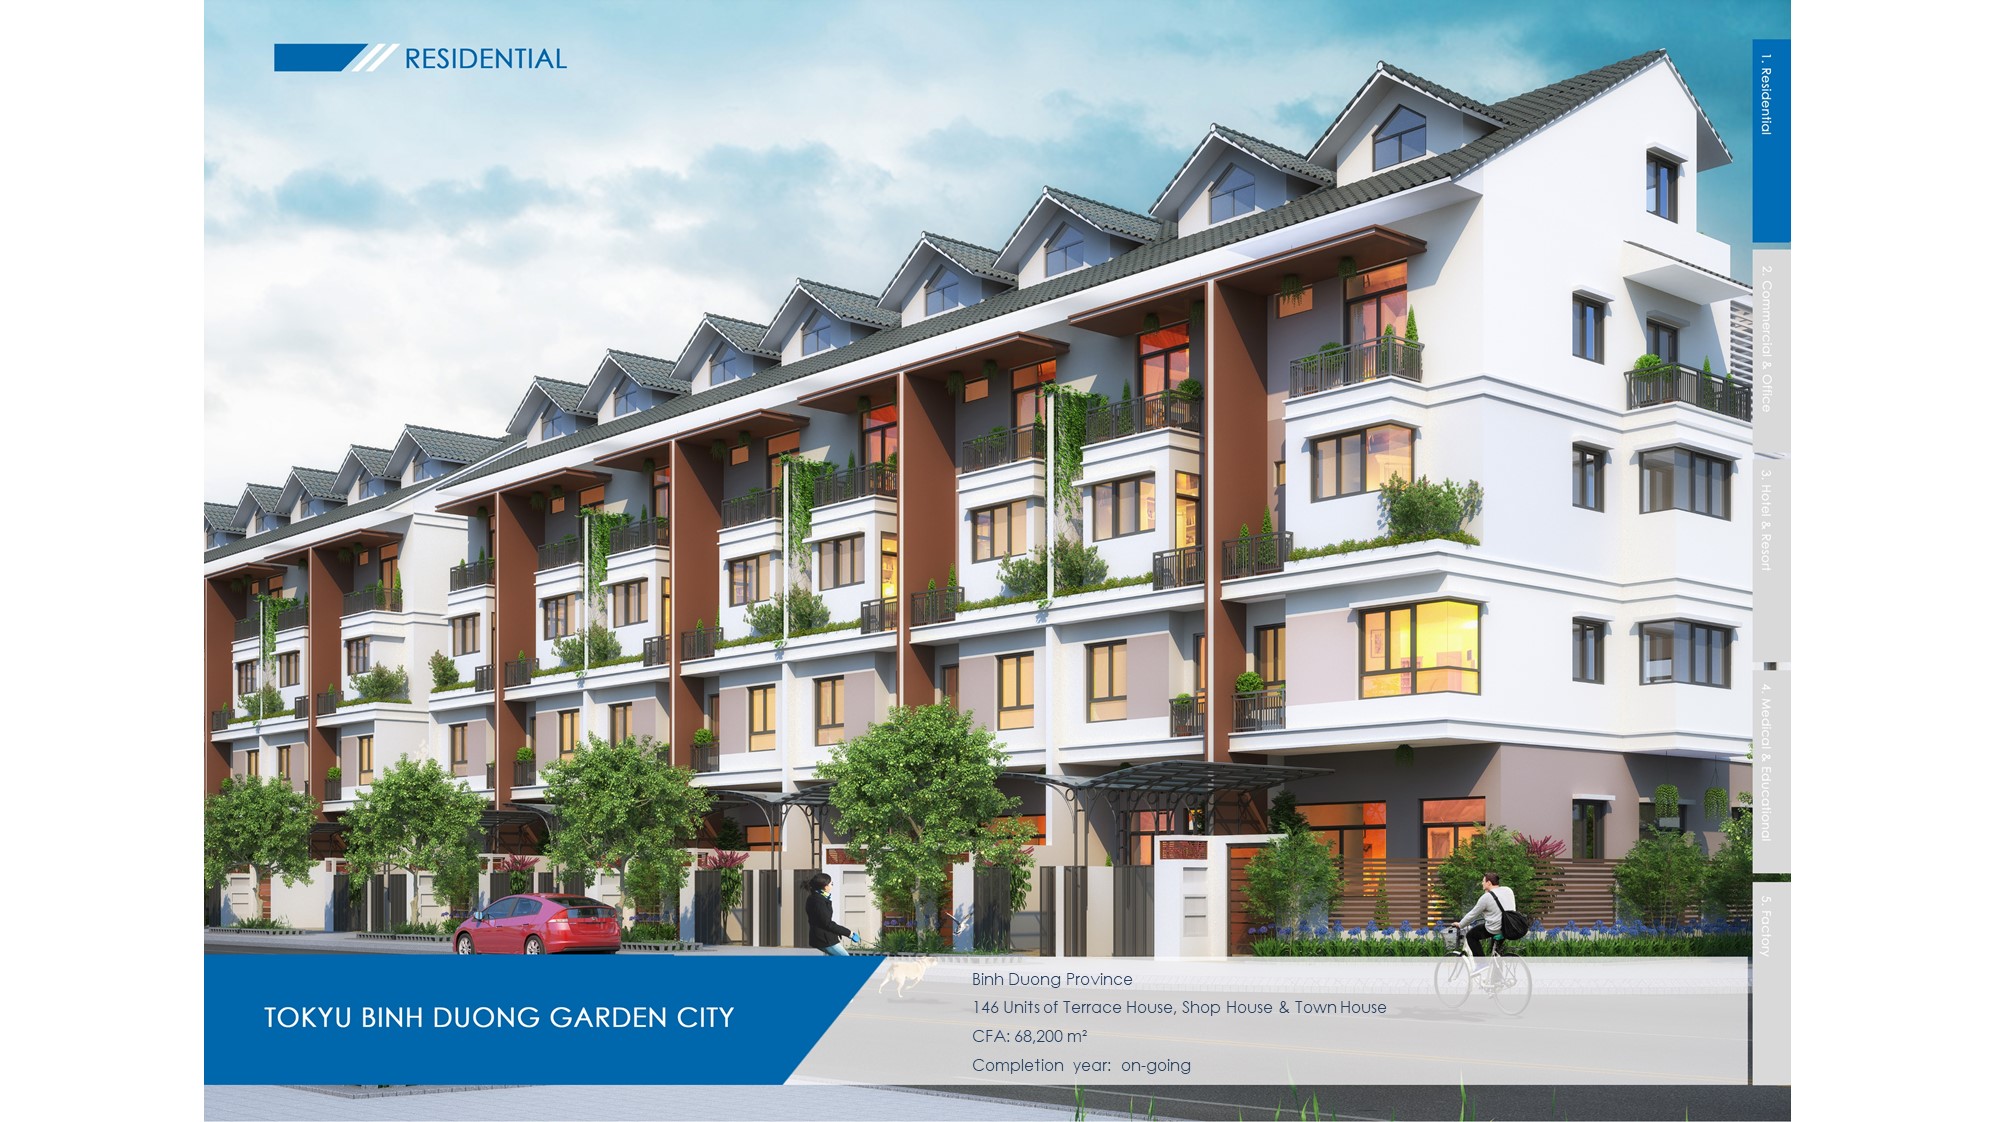 RESIDENTIAL
1. Residential
2. Commercial & Office
3. Hotel & Resort
4. Medical & Educational
5. Factory
TOKYU BINH DUONG GARDEN CITY
Binh Duong Province
146 Units of Terrace House, Shop House & Town House
CFA: 68,200 m²
Completion year: on-going